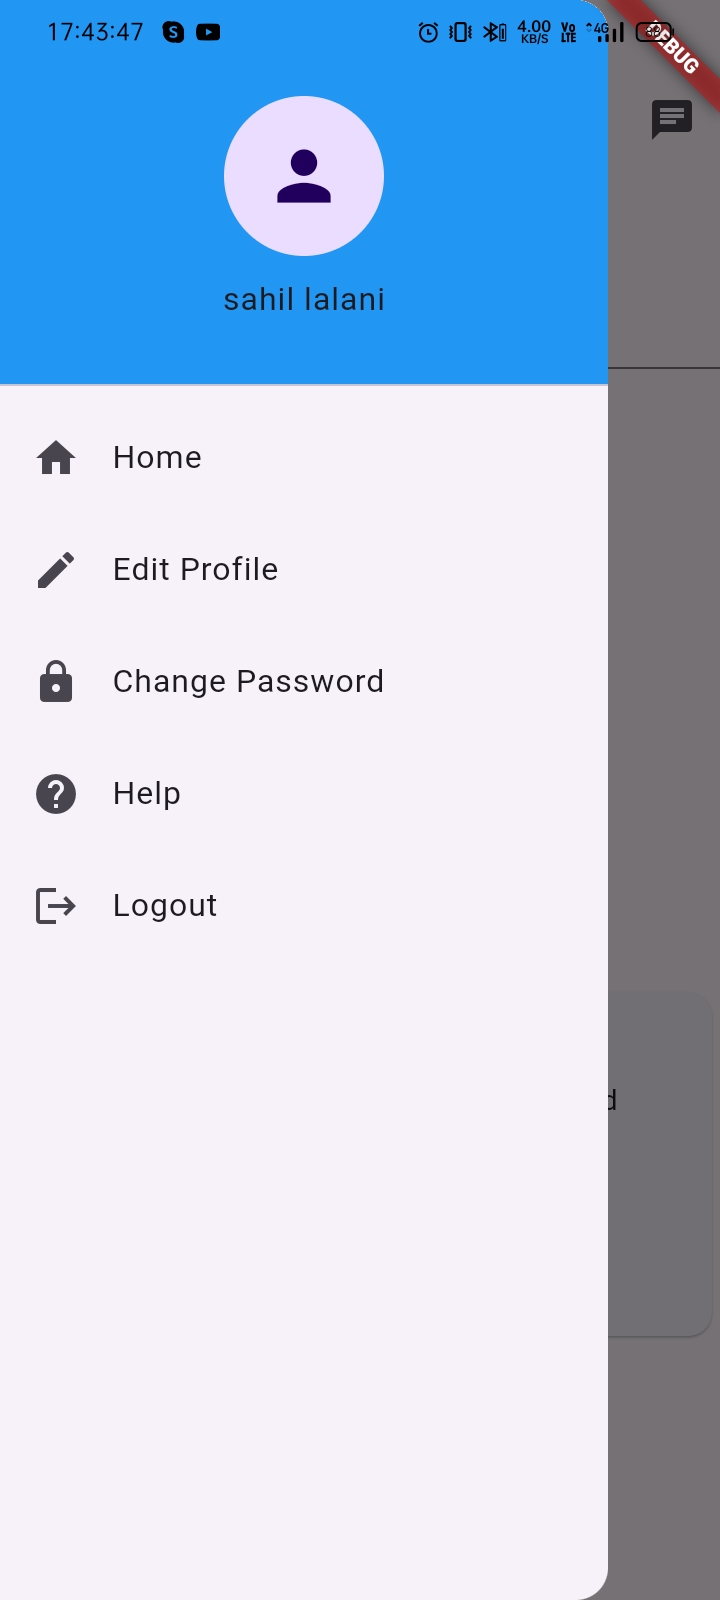 17:43:47
4.00
KB/S
Vo
LTE
4G
DEBUG
sahil lalani
Home
Edit Profile
Change Password
Help
Logout
d